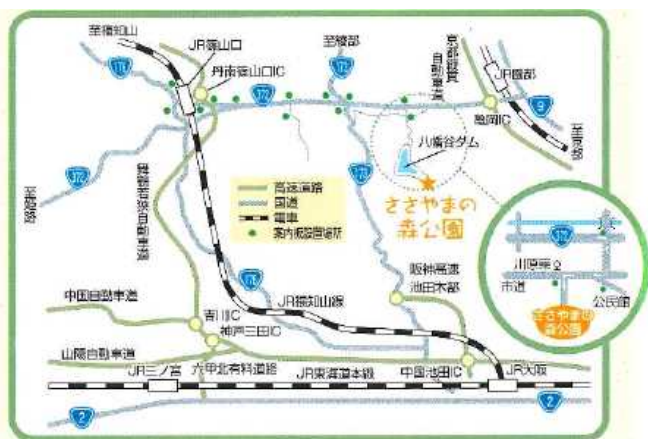 至福知山
JR篠山口
176
丹南篠山口IC
至綾部
173
京都縦貫
自動車道
JR園部
9
372
亀岡IC
至京都
八幡谷ダム
ささやまの
森公園
372
至姫路
舞鶴若狭自動車道
高速道路
国道
電車
案内板設置場所
173
372
川原
市道
公民館
ささやまの
森公園
阪神高速
池田木部
176
JR福知山線
中国自動車道
吉川IC
神戸三田IC
山陽自動車道
六甲北有料道路
中国池田IC
JR三ノ宮
JR東海道本線
JR大阪
2
2